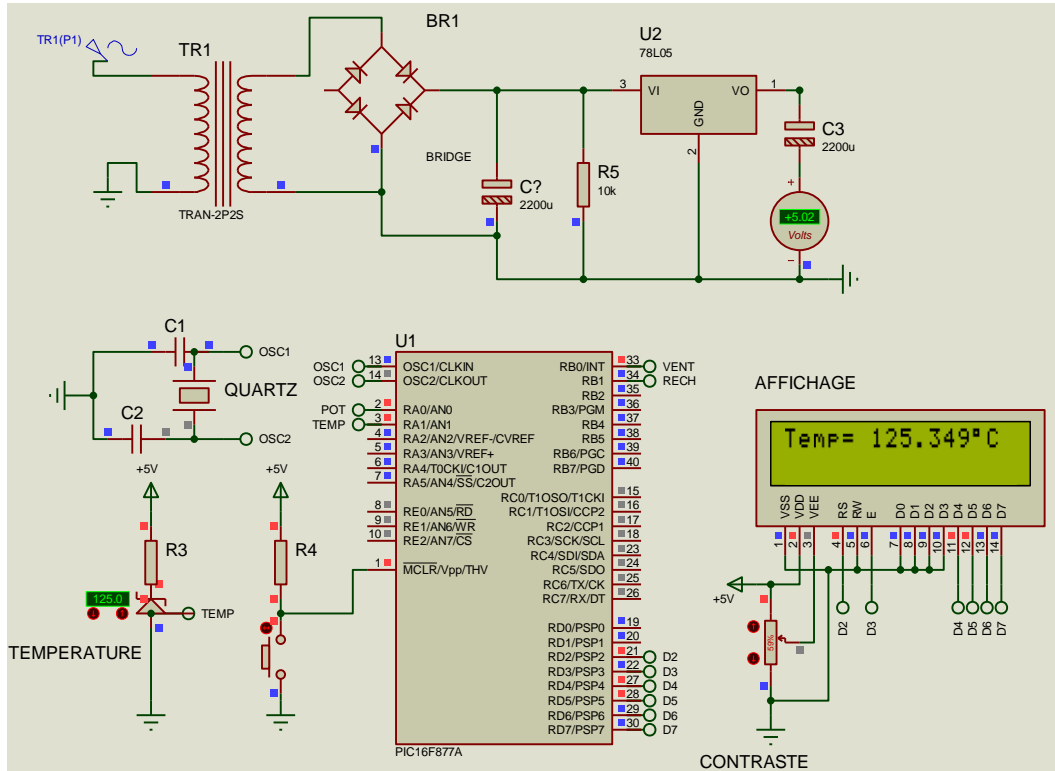 TR1(P1)
TR1
TRAN-2P2S
BR1
BRIDGE
C?
2200u
R5
10k
U2
78L05
3
VI
VO
1
GND
2
C3
2200u
+
+5.02
Volts
−
C1
OSC1
QUARTZ
C2
OSC2
+5V
R3
125.0
TEMP
TEMPERATURE
+5V
R4
U1
OSC1 13 OSC1/CLKIN
OSC2 14 OSC2/CLKOUT
POT 2 RA0/AN0
TEMP 3 RA1/AN1
4 RA2/AN2/VREF-/CVREF
5 RA3/AN3/VREF+
6 RA4/T0CKI/C1OUT
7 RA5/AN4/SS/C2OUT
8 RE0/AN5/RD
9 RE1/AN6/WR
10 RE2/AN7/CS
1 MCLR/Vpp/THV
RB0/INT 33 VENT
RB1 34 RECH
RB2 35
RB3/PGM 36
RB4 37
RB5 38
RB6/PGC 39
RB7/PGD 40
RC0/T1OSO/T1CKI 15
RC1/T1OSI/CCP2 16
RC2/CCP1 17
RC3/SCK/SCL 18
RC4/SDI/SDA 23
RC5/SDO 24
RC6/TX/CK 25
RC7/RX/DT 26
RD0/PSP0 19
RD1/PSP1 20
RD2/PSP2 21 D2
RD3/PSP3 22 D3
RD4/PSP4 27 D4
RD5/PSP5 28 D5
RD6/PSP6 29 D6
RD7/PSP7 30 D7
PIC16F877A
AFFICHAGE
Temp= 125.349°C
VSS VDD VEE RS RW E D0 D1 D2 D3 D4 D5 D6 D7
1 2 3 4 5 6 7 8 9 10 11 12 13 14
+5V
59%
D2 D3 D4 D5 D6 D7
CONTRASTE